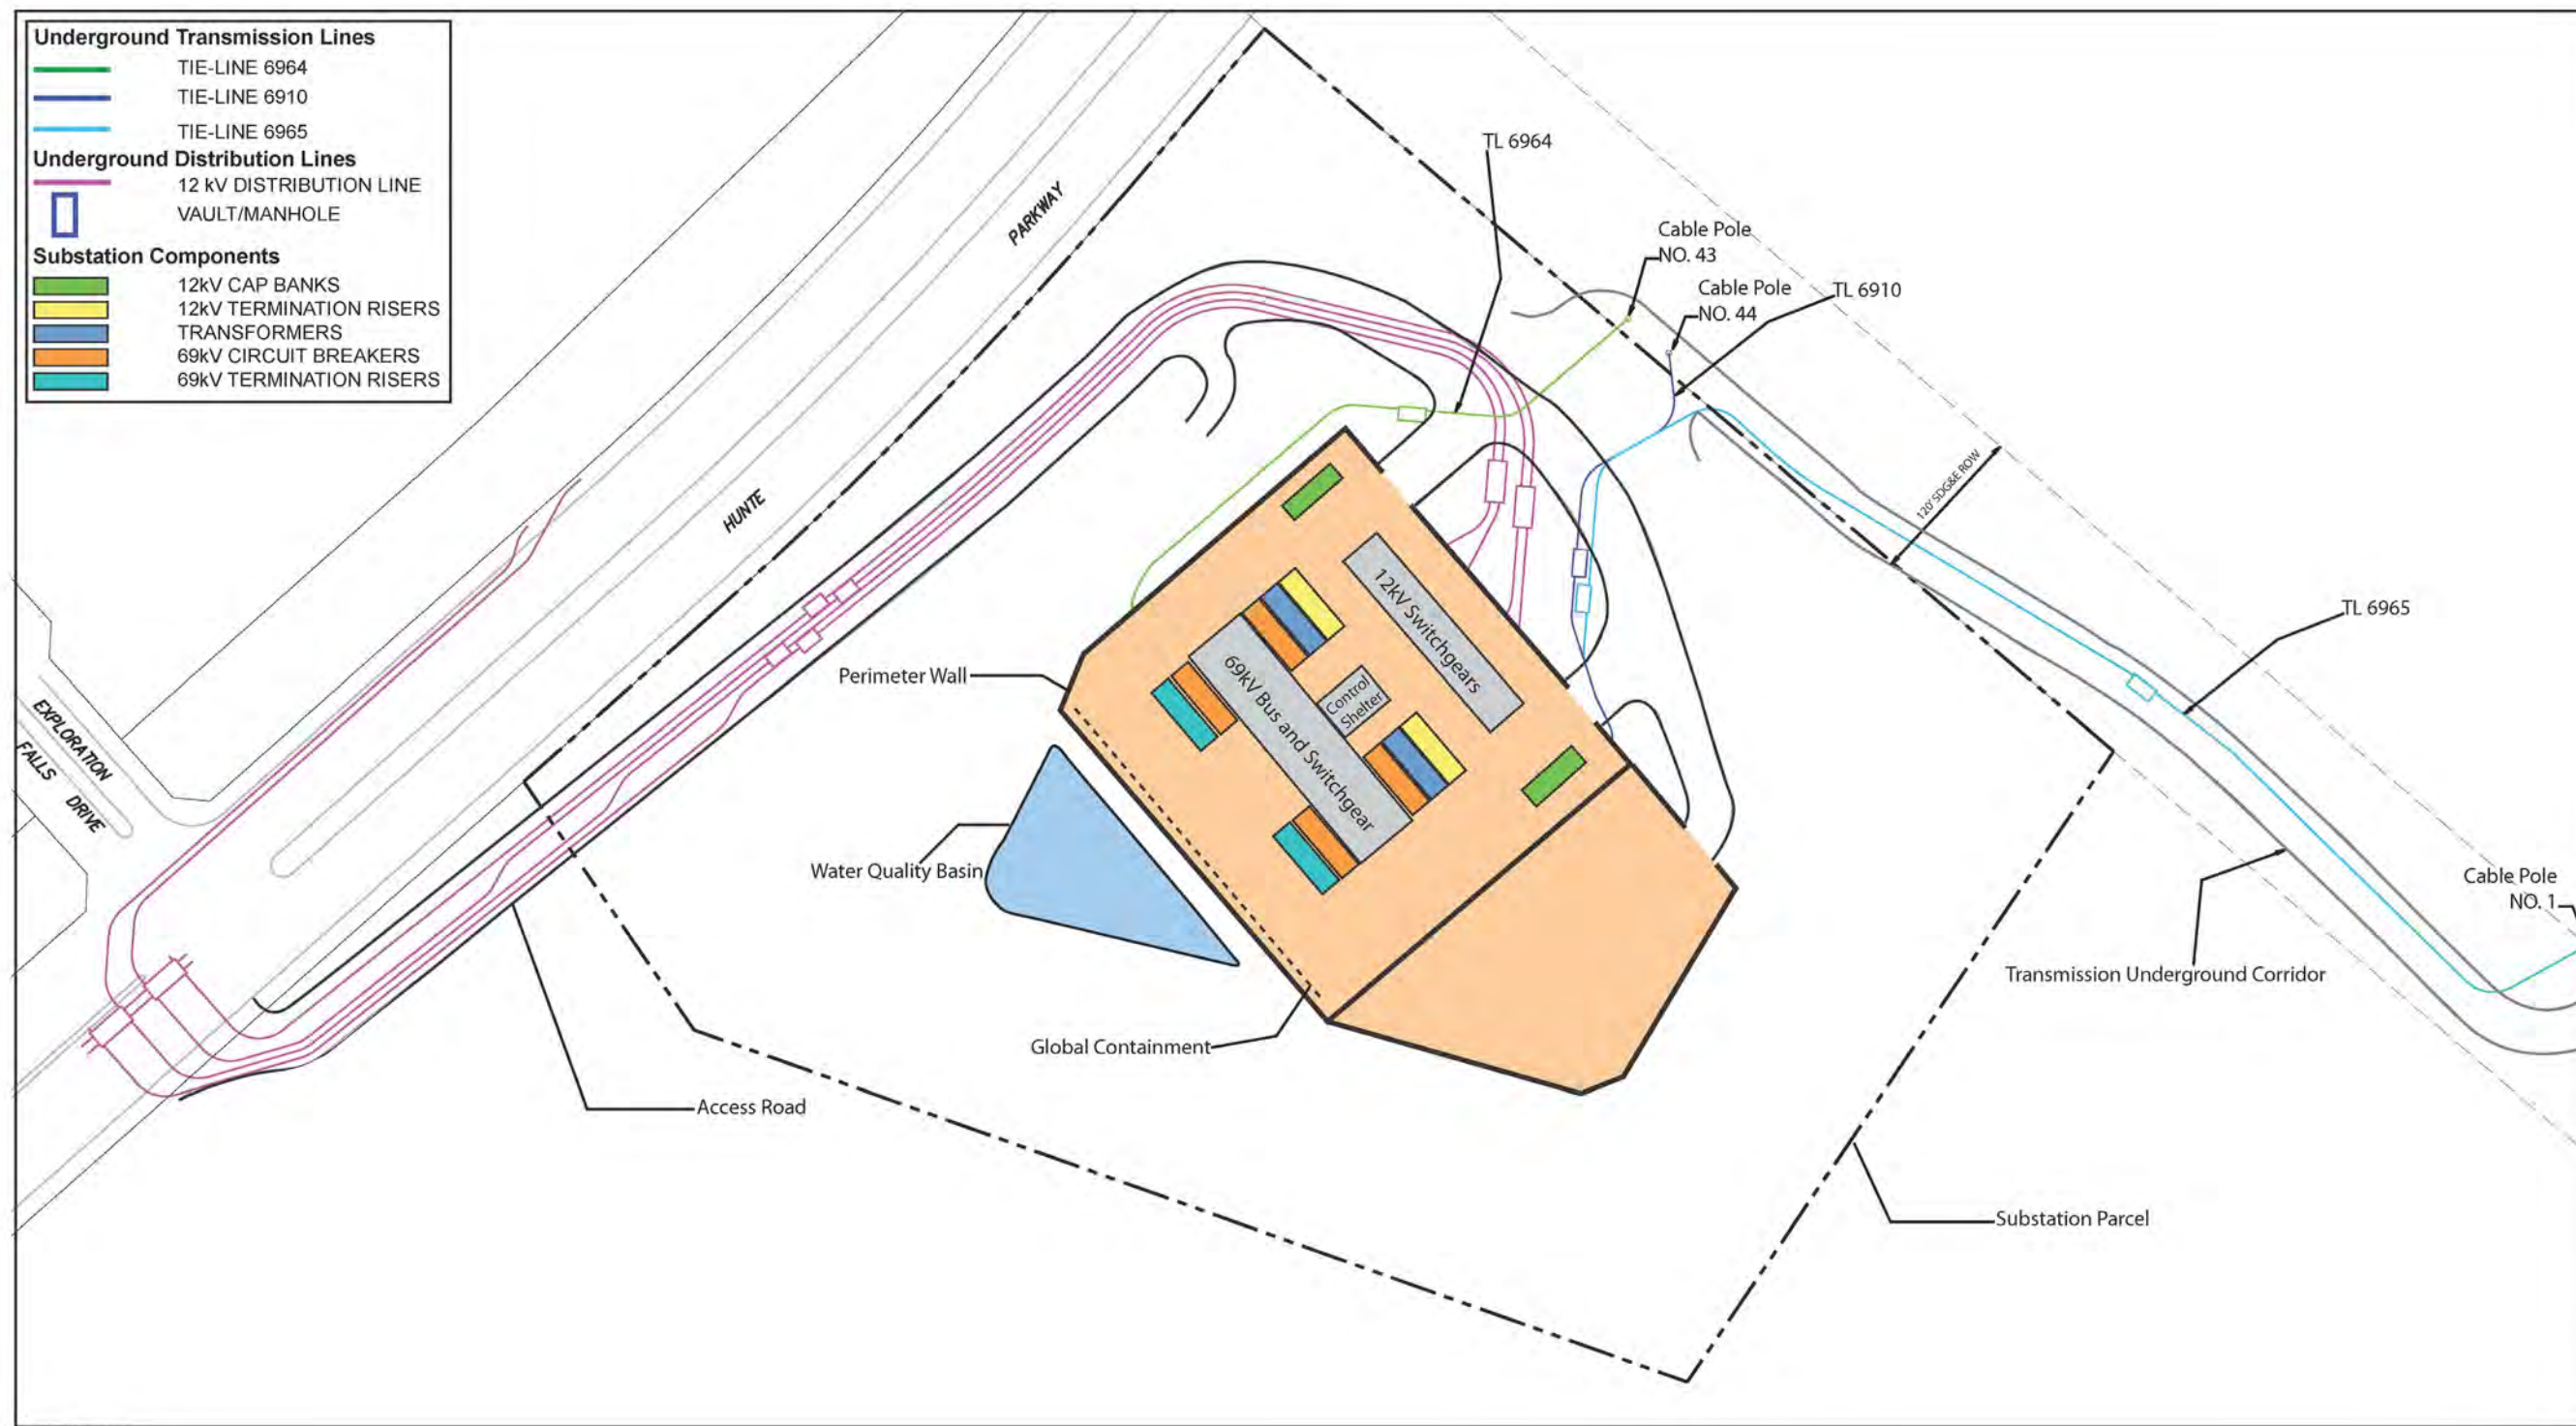 Underground Transmission Lines
TIE-LINE 6964
TIE-LINE 6910
TIE-LINE 6965
Underground Distribution Lines
12 kV DISTRIBUTION LINE
VAULT/MANHOLE
Substation Components
12kV CAP BANKS
12kV TERMINATION RISERS
TRANSFORMERS
69kV CIRCUIT BREAKERS
69kV TERMINATION RISERS
HUNTE
PARKWAY
TL 6964
Cable Pole
NO. 43
Cable Pole
NO. 44
TL 6910
120' SDG&E ROW
TL 6965
12kV Switchgears
69kV Bus and Switchgear
Control
Shelter
Perimeter Wall
EXPLORATION
FALLS
DRIVE
Water Quality Basin
Cable Pole
NO. 1
Transmission Underground Corridor
Global Containment
Access Road
Substation Parcel